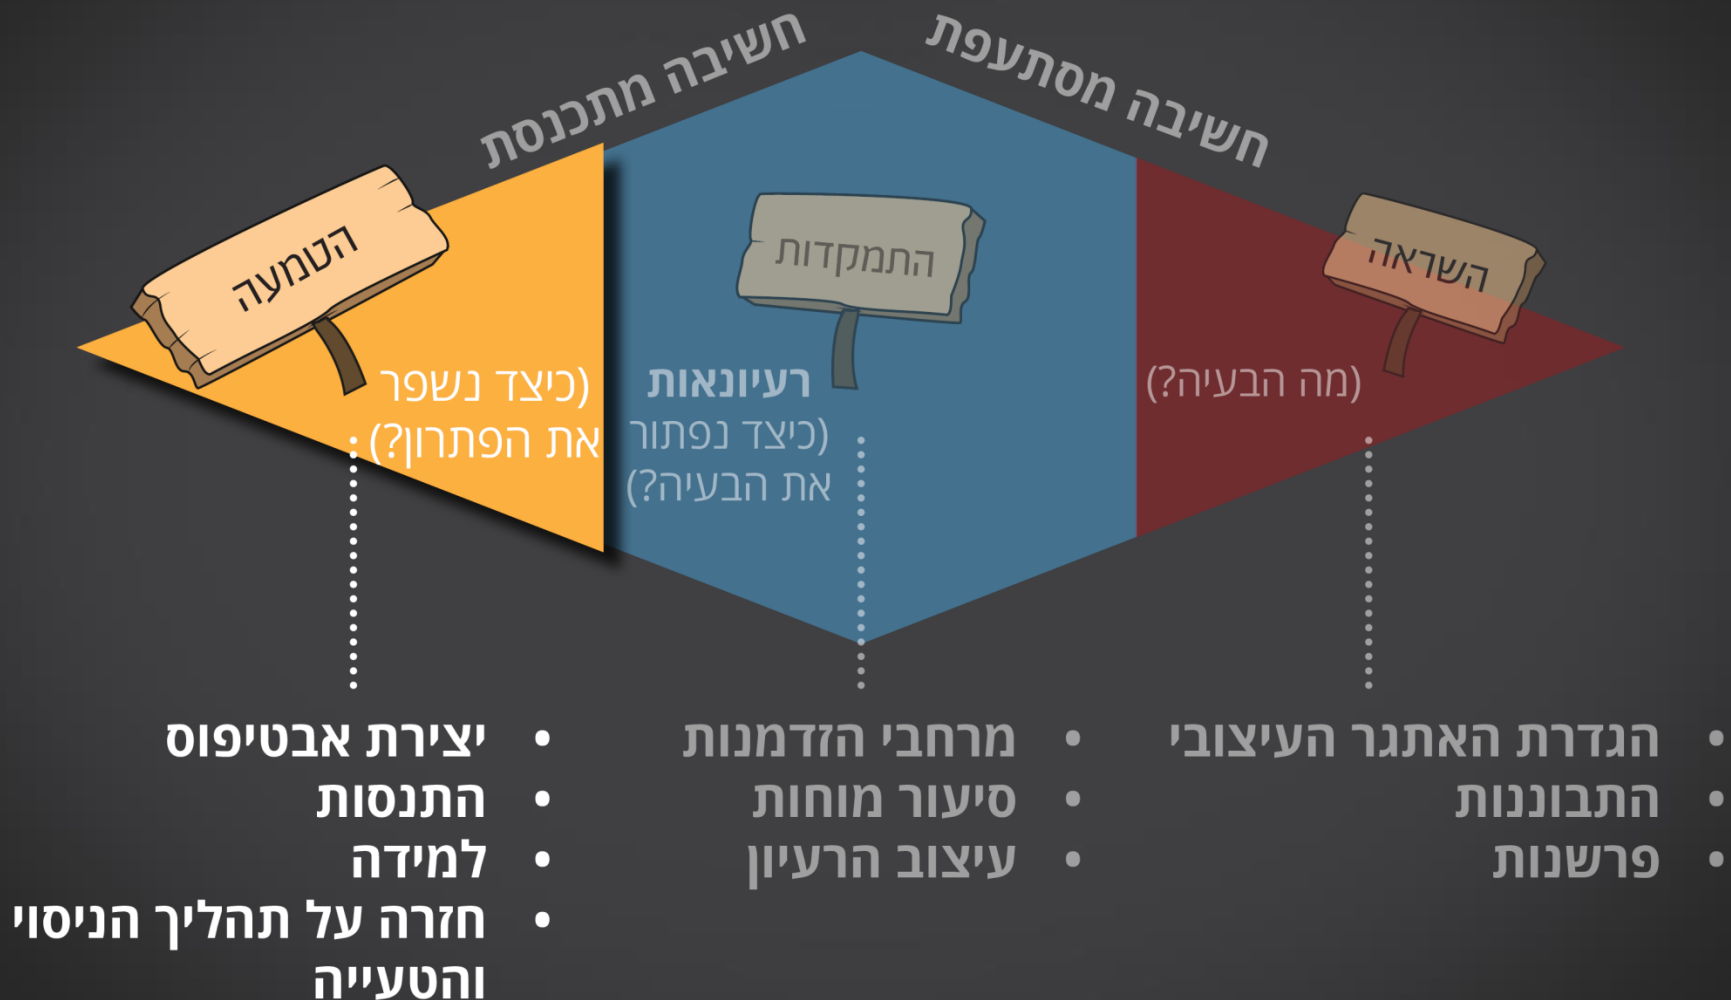 חשיבה מסתעפת
חשיבה מתכנסת
השראה
(מה הבעיה?)
התמקדות
רעיונאות
(כיצד נפתור
את הבעיה?)
הטמעה
(כיצד נשפר
את הפתרון?)
• הגדרת האתגר העיצובי
• התבוננות
• פרשנות
• מרחבי הזדמנות
• סיעור מוחות
• עיצוב הרעיון
• יצירת אבטיפוס
• התנסות
• למידה
• חזרה על תהליך הניסוי
והטעייה